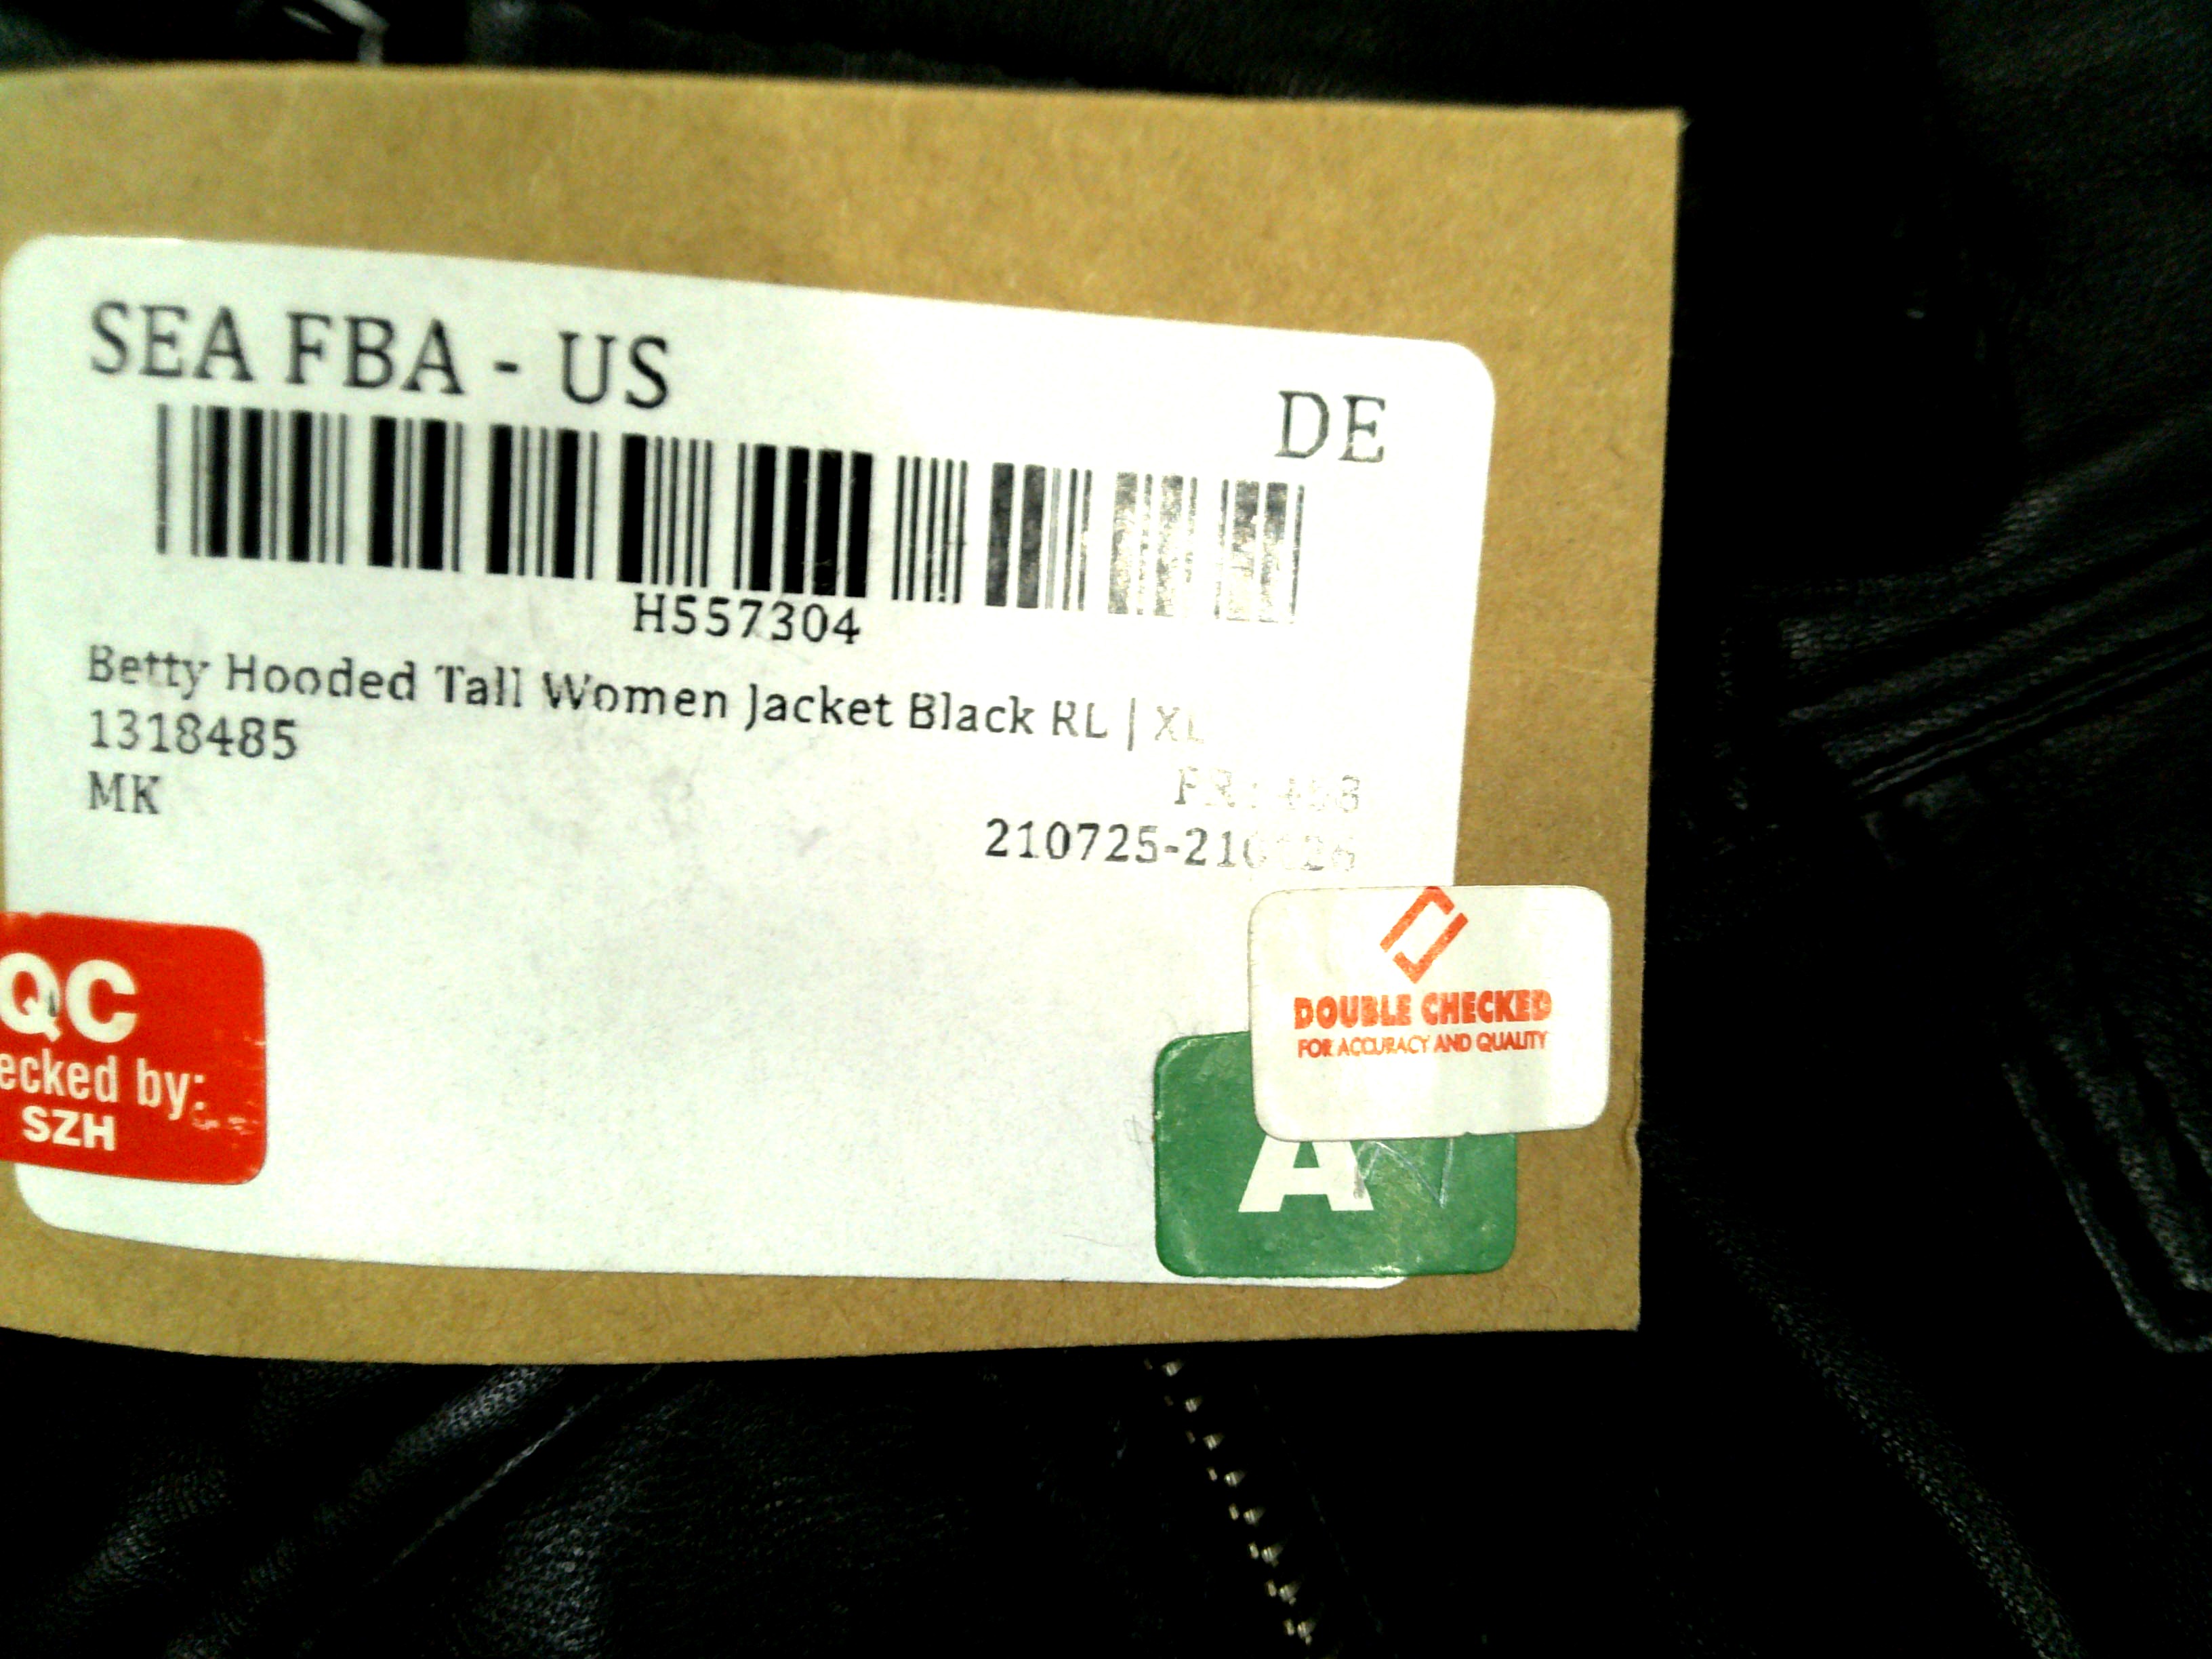 SEA FBA - US
DE
H557304
Betty Hooded Tall Women Jacket Black RL | XL
1318485
MK
QC
ecked by:
SZH
DOUBLE CHECKED
FOR ACCURACY AND QUALITY
A